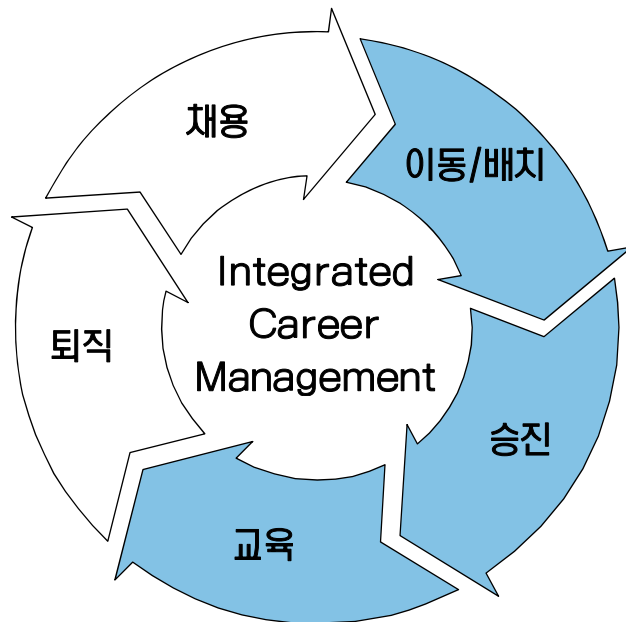 채용
이동/배치
Integrated
Career
Management
퇴직
승진
교육